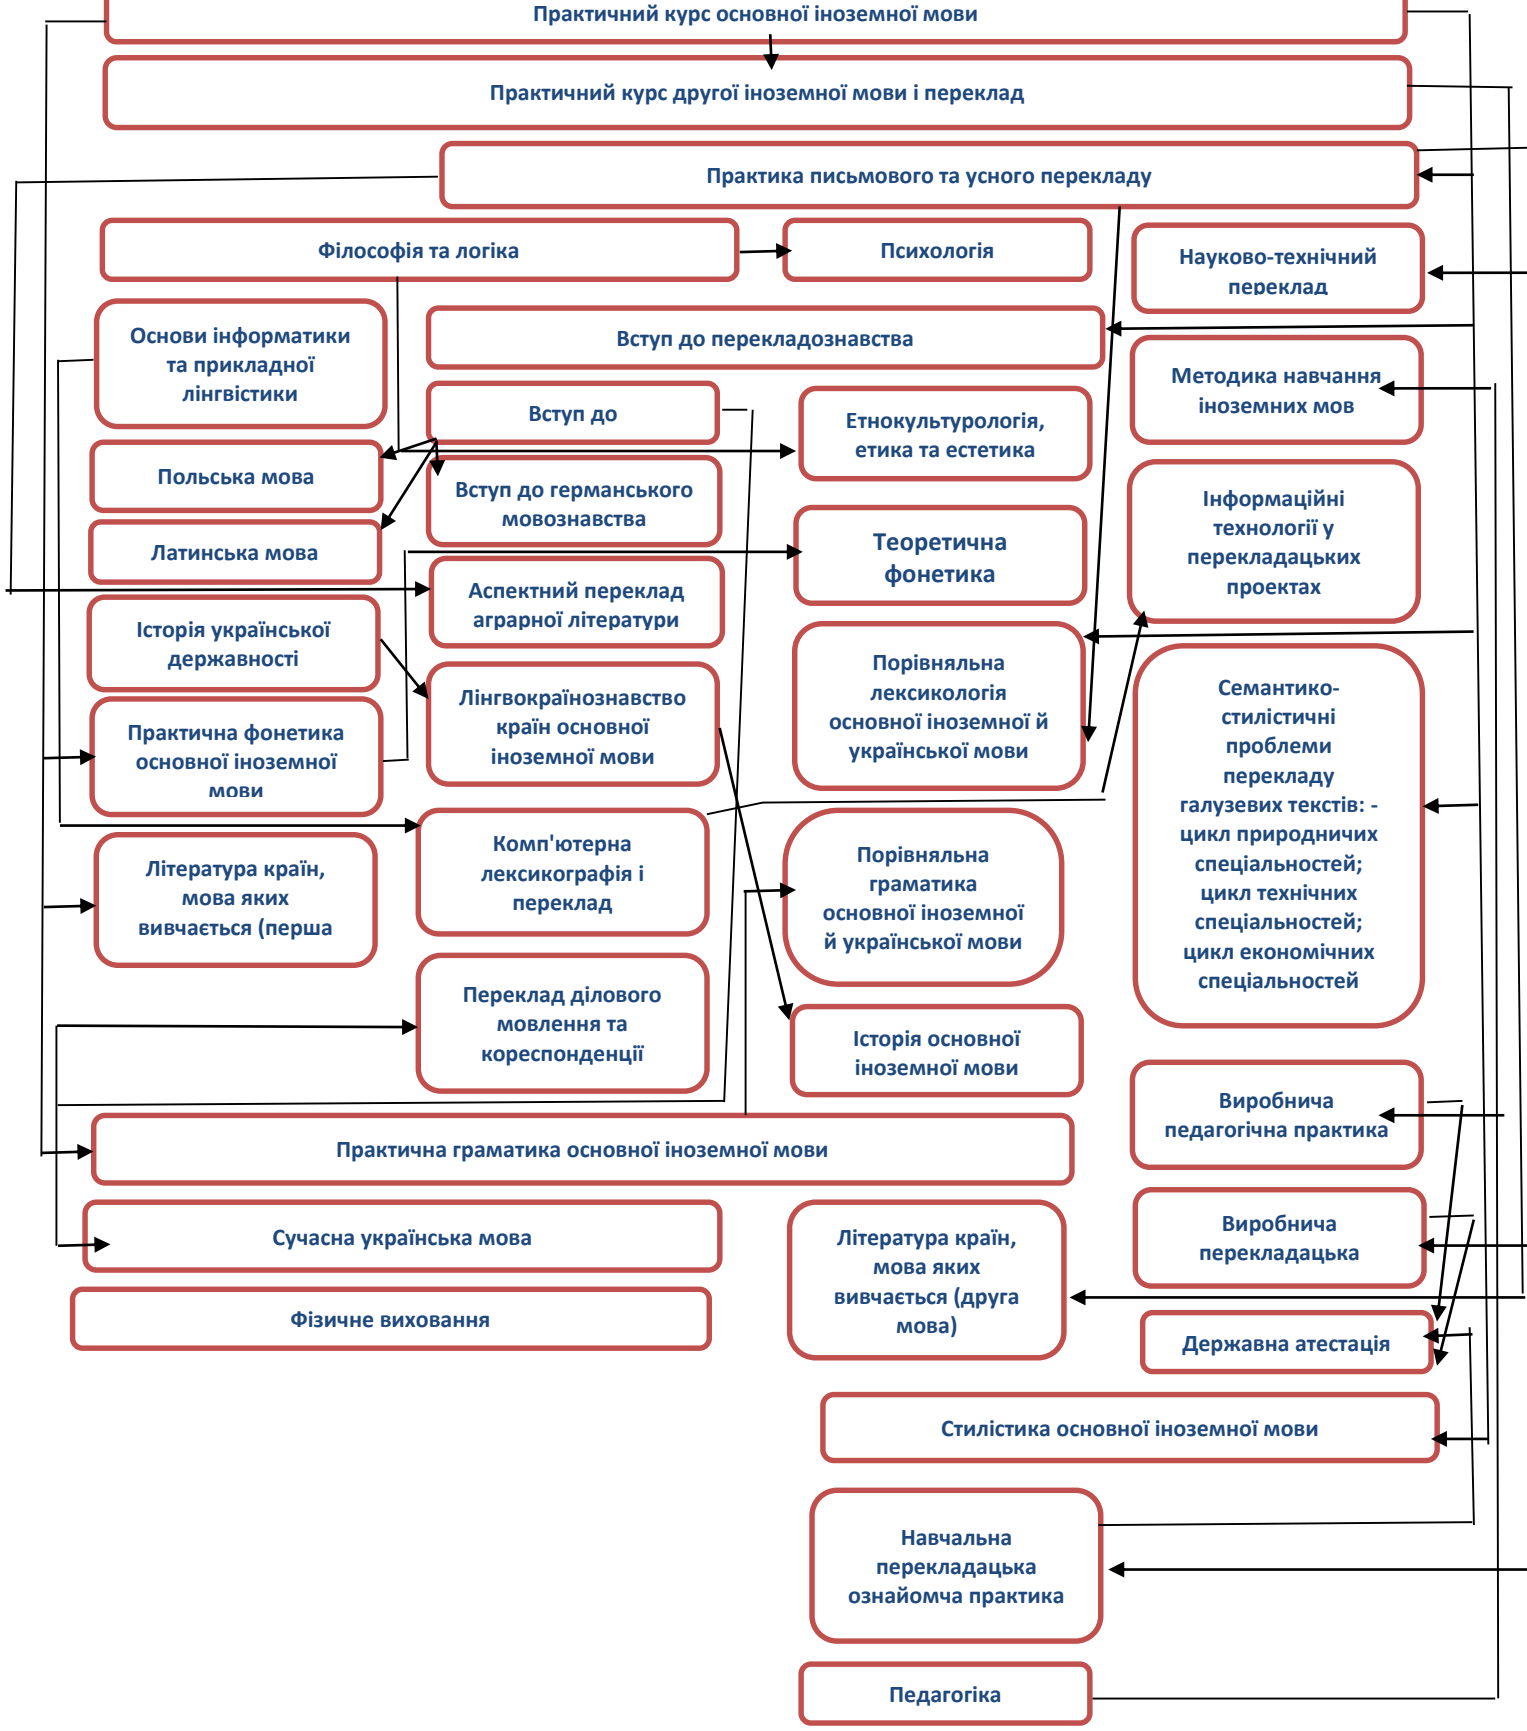 Практичний курс основної іноземної мови
Практичний курс другої іноземної мови і переклад
Практика письмового та усного перекладу
Філософія та логіка
Психологія
Науково-технічний
переклад
Основи інформатики
та прикладної
лінгвістики
Вступ до перекладознавства
Методика навчання
іноземних мов
Вступ до
Етнокультурологія,
етика та естетика
Польська мова
Вступ до германського
мовознавства
Інформаційні
технології у
перекладацьких
проектах
Латинська мова
Теоретична
фонетика
Аспектний переклад
аграрної літератури
Історія української
державності
Порівняльна
лексикологія
основної іноземної й
української мови
Лінгвокраїнознавство
країн основної
іноземної мови
Семантико-
стилістичні
проблеми
перекладу
галузевих текстів: -
цикл природничих
спеціальностей;
цикл технічних
спеціальностей;
цикл економічних
спеціальностей
Практична фонетика
основної іноземної
мови
Комп'ютерна
лексикографія і
переклад
Порівняльна
граматика
основної іноземної
й української мови
Література країн,
мова яких
вивчається (перша
Переклад ділового
мовлення та
кореспонденції
Історія основної
іноземної мови
Виробнича
педагогічна практика
Практична граматика основної іноземної мови
Сучасна українська мова
Література країн,
мова яких
вивчається (друга
мова)
Виробнича
перекладацька
Фізичне виховання
Державна атестація
Стилістика основної іноземної мови
Навчальна
перекладацька
ознайомча практика
Педагогіка